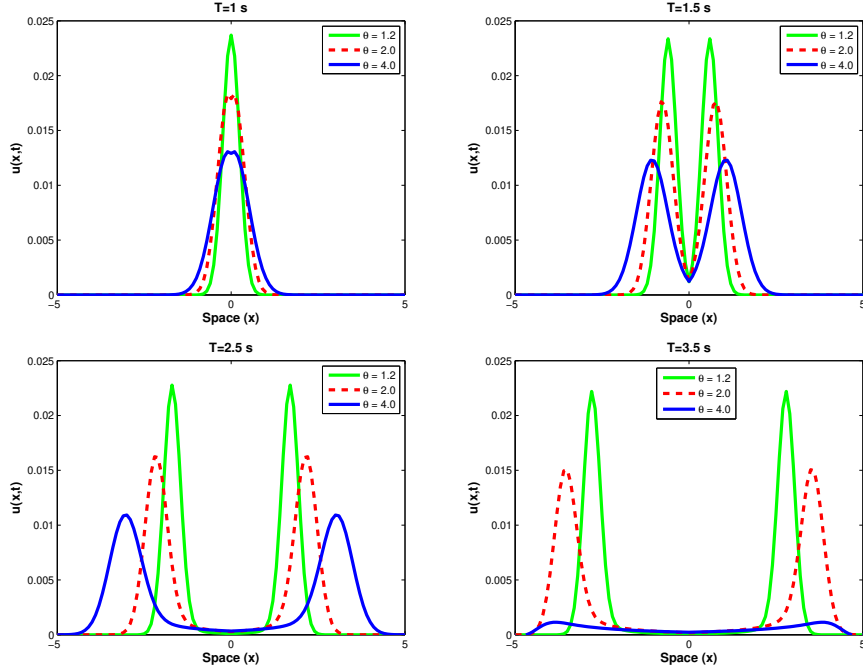 T=1 s
u(x,t)
0.025
0.02
0.015
0.01
0.005
0
θ = 1.2
θ = 2.0
θ = 4.0
−5
0
5
Space (x)
T=1.5 s
u(x,t)
0.025
0.02
0.015
0.01
0.005
0
θ = 1.2
θ = 2.0
θ = 4.0
−5
0
5
Space (x)
T=2.5 s
u(x,t)
0.025
0.02
0.015
0.01
0.005
0
θ = 1.2
θ = 2.0
θ = 4.0
−5
0
5
Space (x)
T=3.5 s
u(x,t)
0.025
0.02
0.015
0.01
0.005
0
θ = 1.2
θ = 2.0
θ = 4.0
−5
0
5
Space (x)